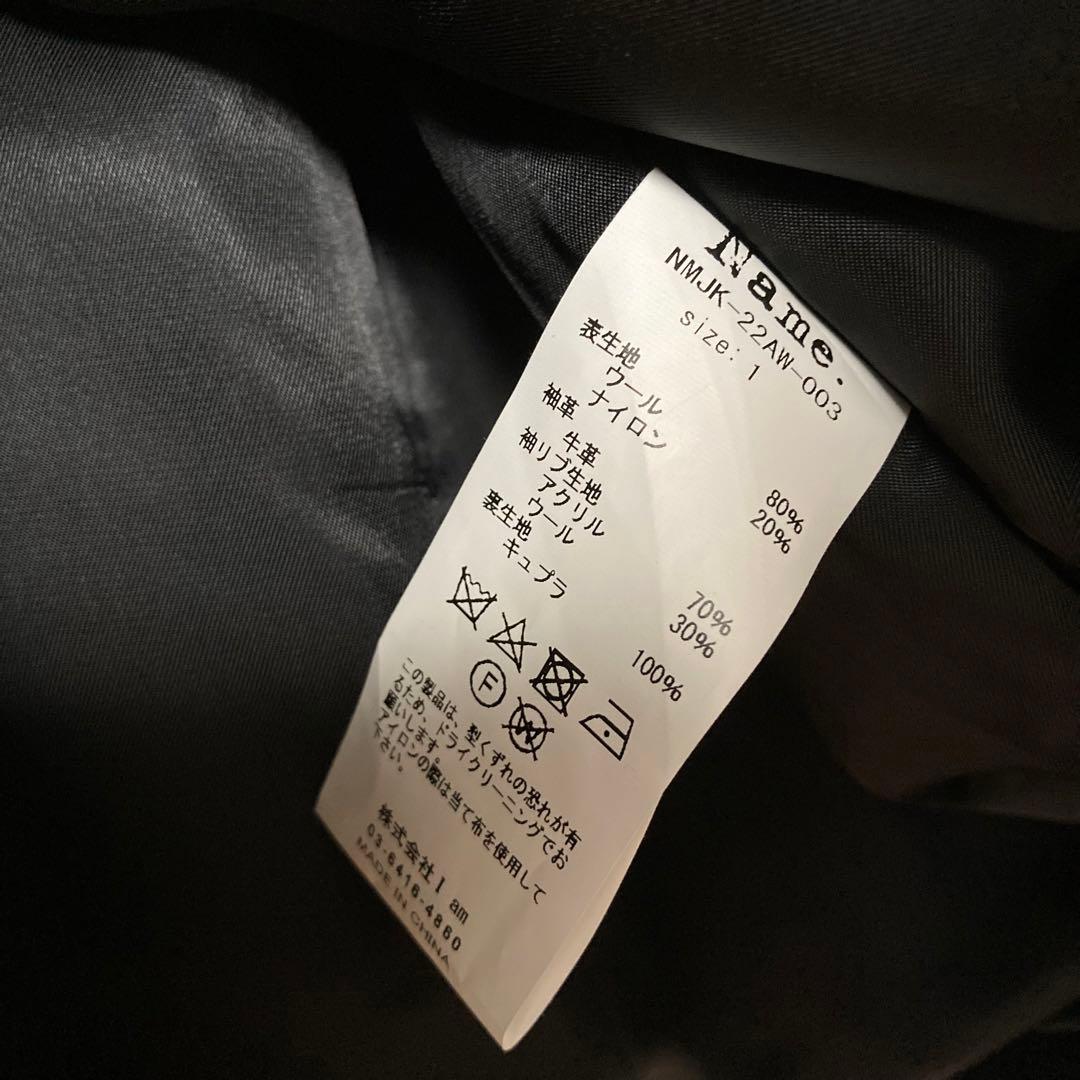 Name.
NMJK-22AW-003
size: 1
表生地
ウール 80%
ナイロン 20%
袖革
牛革
袖リブ生地
アクリル 70%
ウール 30%
裏生地
キュプラ 100%
F
W
この製品は、型くずれの恐れが有
るため、ドライクリーニングでお
願いします。
アイロンの際は当て布を使用して
下さい。
株式会社I am
03-6416-4860
MADE IN CHINA